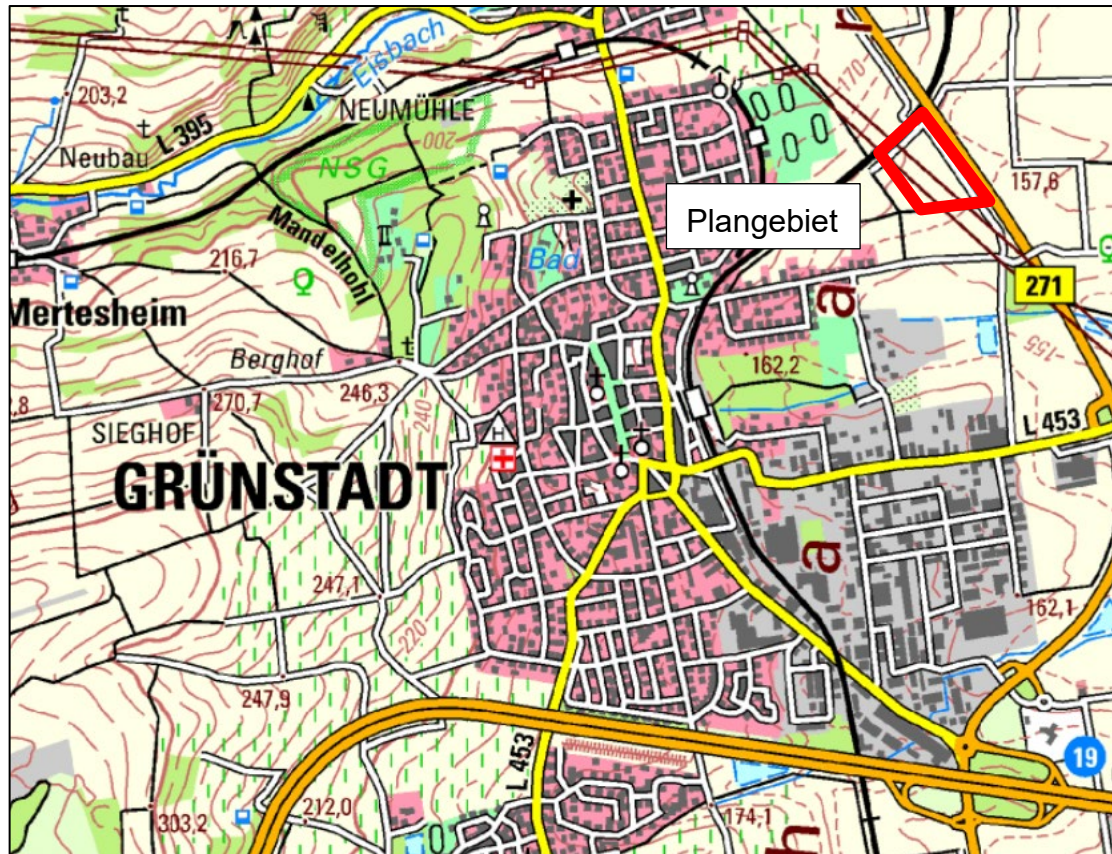 203,2
Eisbach
NEUMÜHLE
L 395
Neubau
NSG
200
170
r
157,6
Plangebiet
Mandelhohl
216,7
Bad
271
Mertesheim
a
Berghof
246,3
162,2
155
,8
270,7
240
SIEGHOF
H
L 453
GRÜNSTADT
a
247,1
162,1
220
247,9
L 453
19
212,0
303,2
174,1
h